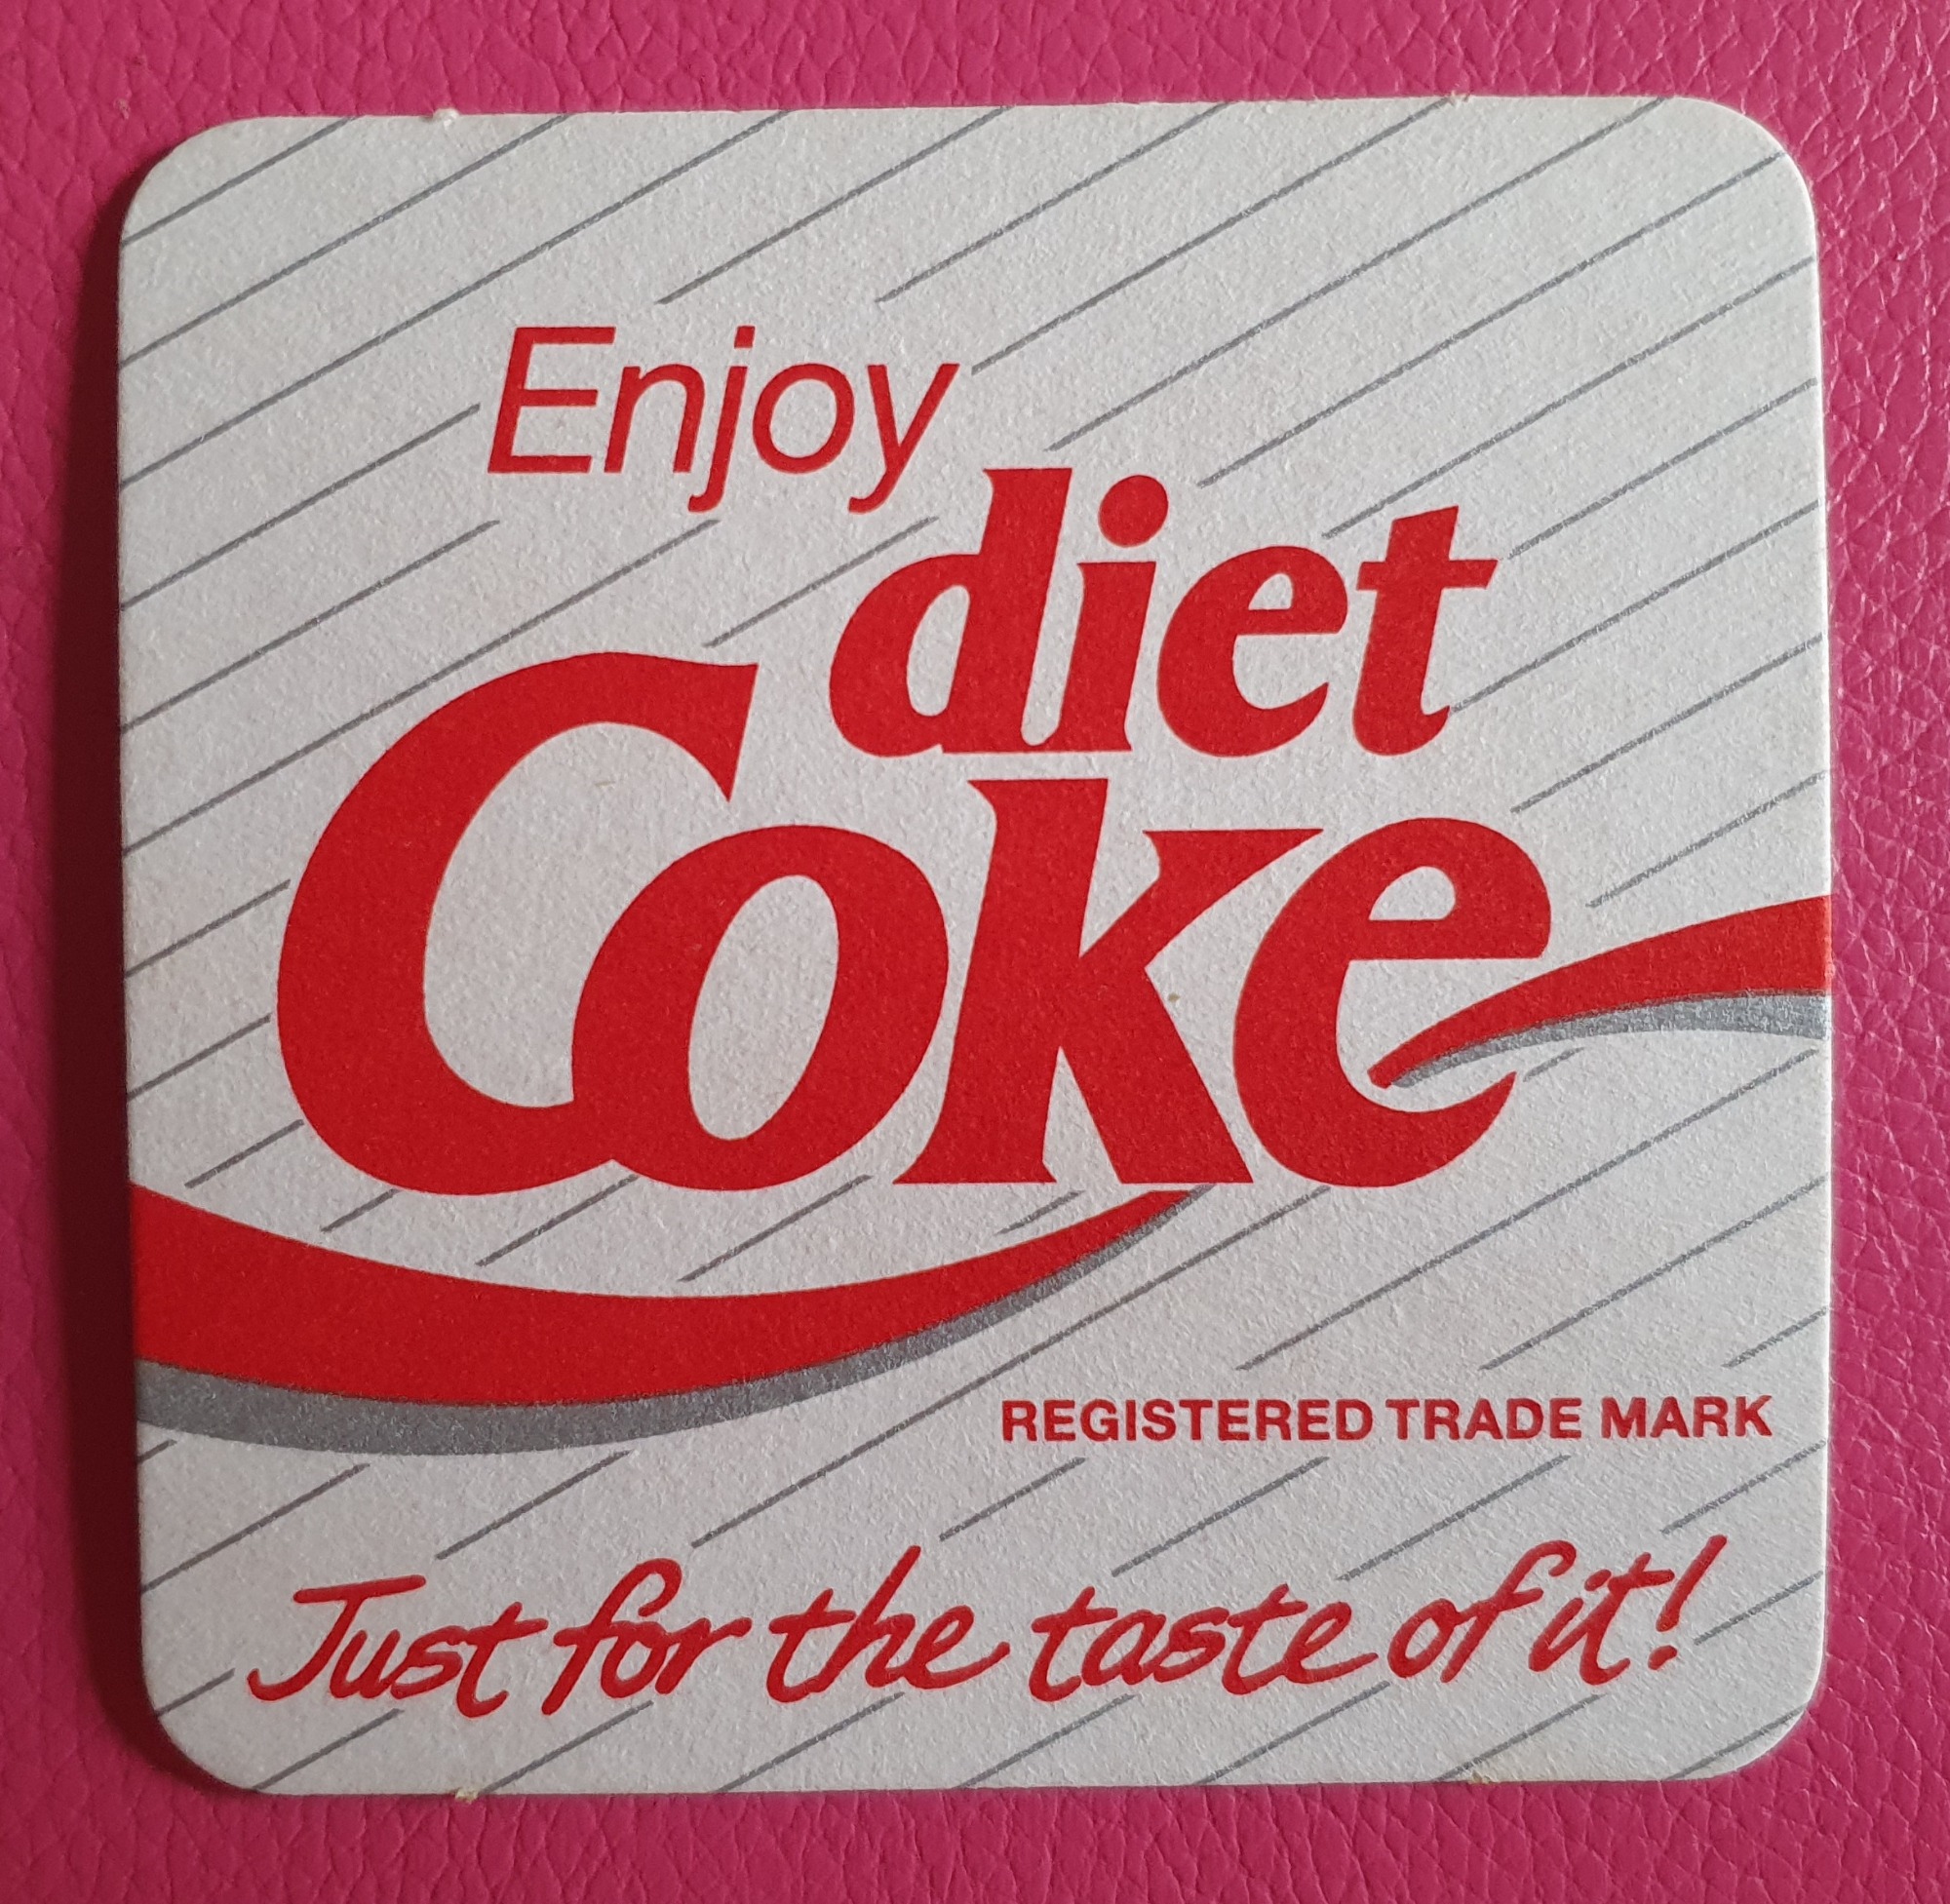 Enjoy
diet
Coke
REGISTERED TRADE MARK
Just for the taste of it!